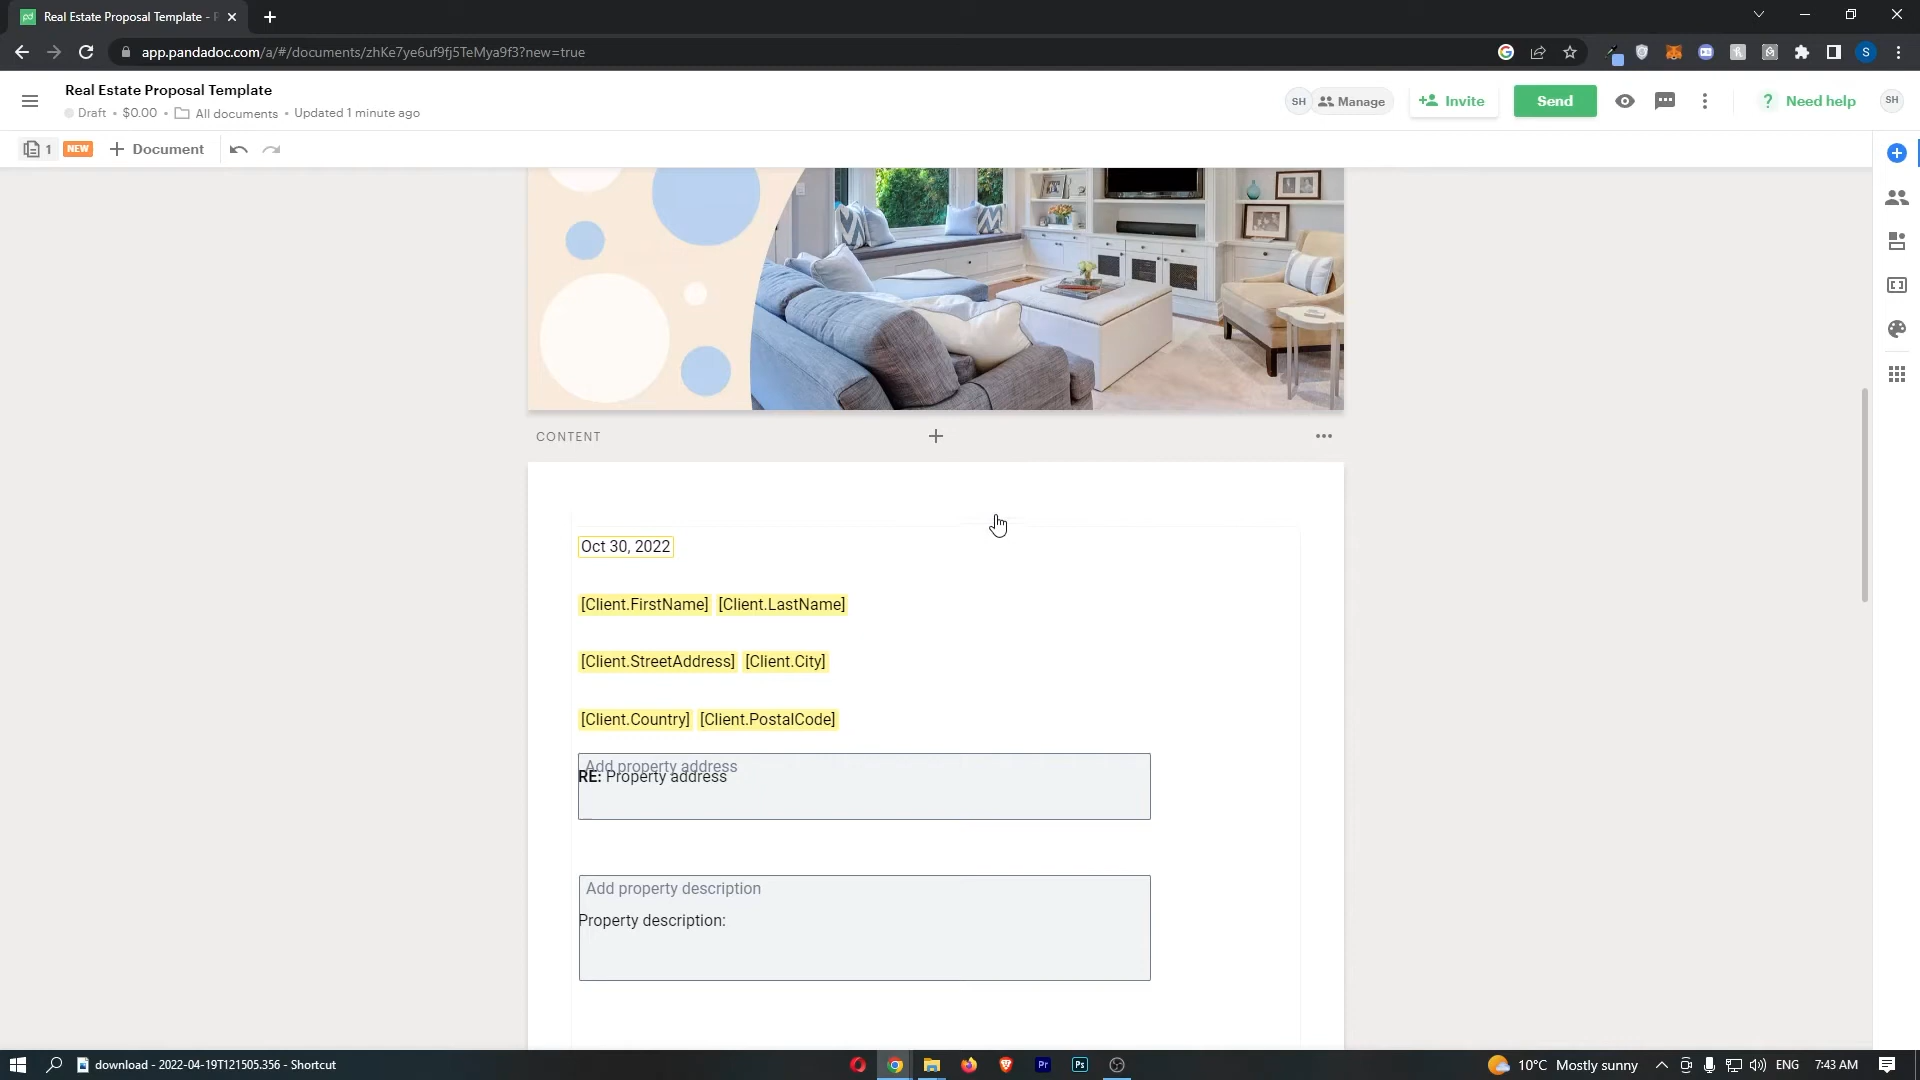 Real Estate Proposal Template - P
app.pandadoc.com/a/#/documents/zhKe7ye6uf9fj5TeMya9f3?new=true
S
Real Estate Proposal Template
Draft • $0.00 • All documents • Updated 1 minute ago
SH Manage
Invite
Send
? Need help
SH
1 NEW + Document
CONTENT
Oct 30, 2022
[Client.FirstName] [Client.LastName]
[Client.StreetAddress] [Client.City]
[Client.Country] [Client.PostalCode]
Add property address
RE: Property address
Add property description
Property description:
download - 2022-04-19T121505.356 - Shortcut
Pr
Ps
10°C Mostly sunny
ENG
7:43 AM